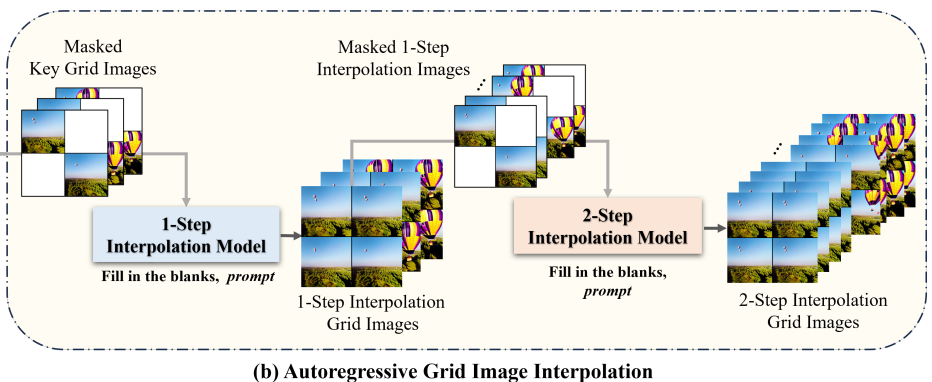 Masked
Key Grid Images
Masked 1-Step
Interpolation Images
1-Step
Interpolation Model
Fill in the blanks, prompt
1-Step Interpolation
Grid Images
2-Step
Interpolation Model
Fill in the blanks,
prompt
2-Step Interpolation
Grid Images
(b) Autoregressive Grid Image Interpolation